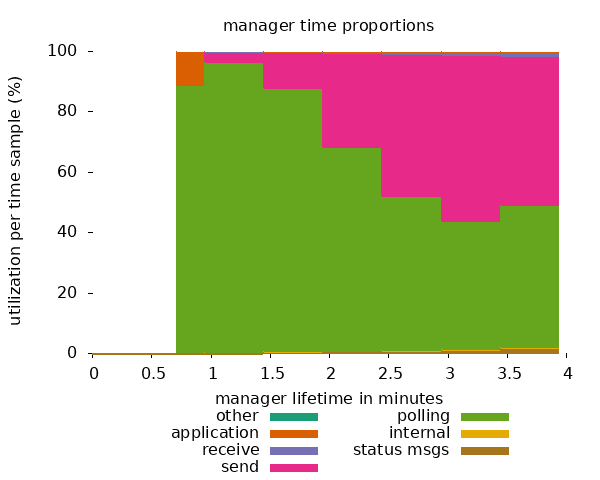 manager time proportions
utilization per time sample (%)
100
80
60
40
20
0
0 0.5 1 1.5 2 2.5 3 3.5 4
manager lifetime in minutes
other polling
application internal
receive status msgs
send